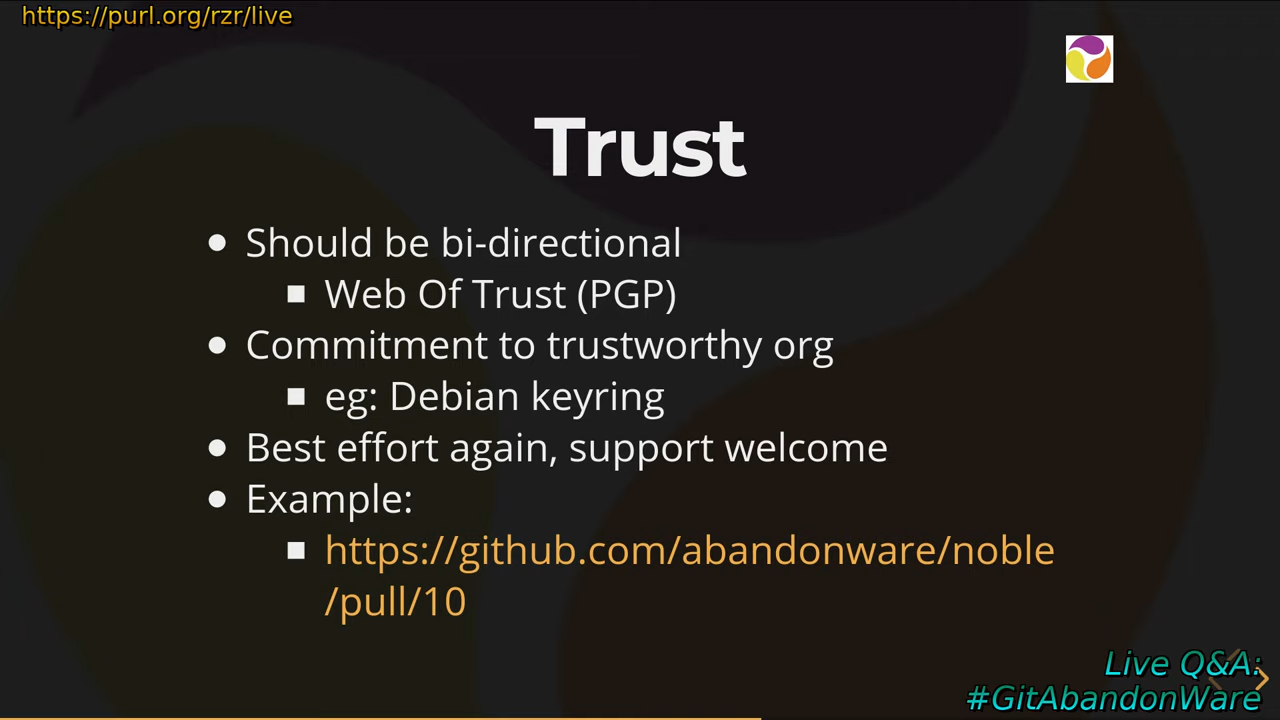 https://purl.org/rzr/live
Trust
Should be bi-directional
Web Of Trust (PGP)
Commitment to trustworthy org
eg: Debian keyring
Best effort again, support welcome
Example:
https://github.com/abandonware/noble
/pull/10
Live Q&A:
#GitAbandonWare